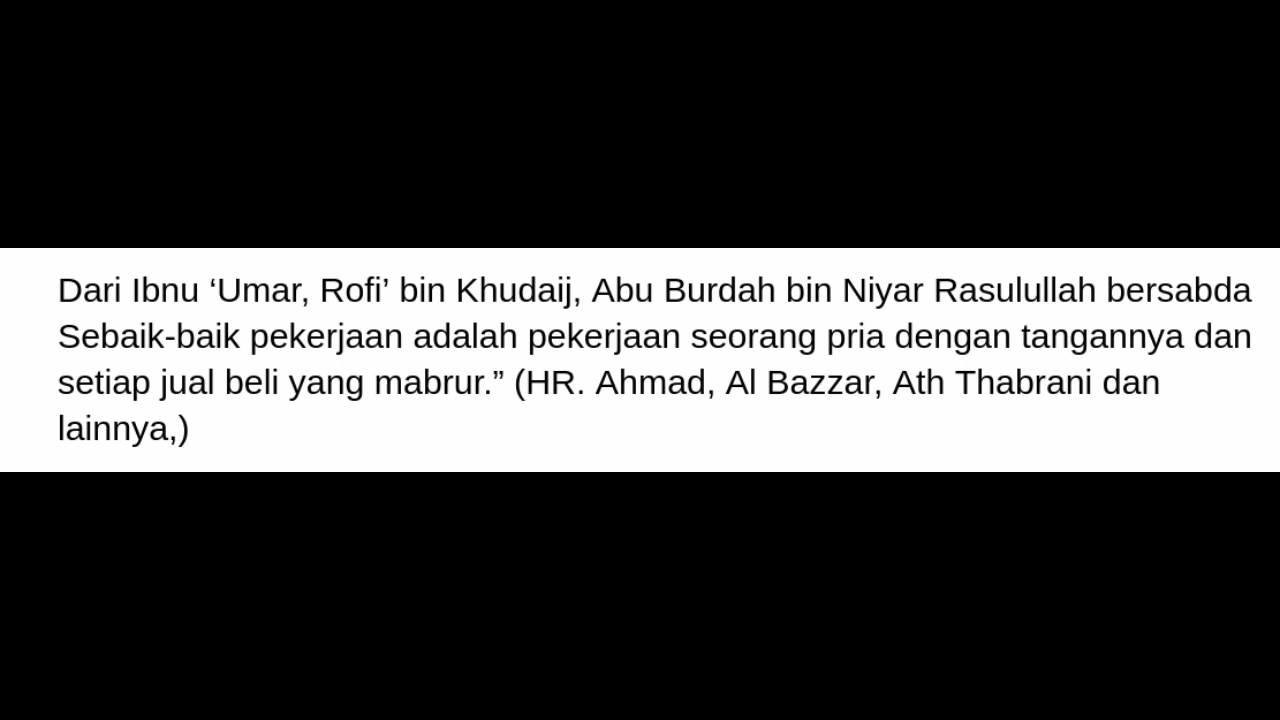 Dari Ibnu ‘Umar, Rofi’ bin Khudaij, Abu Burdah bin Niyar Rasulullah bersabda
Sebaik-baik pekerjaan adalah pekerjaan seorang pria dengan tangannya dan
setiap jual beli yang mabrur.” (HR. Ahmad, Al Bazzar, Ath Thabrani dan
lainnya,)